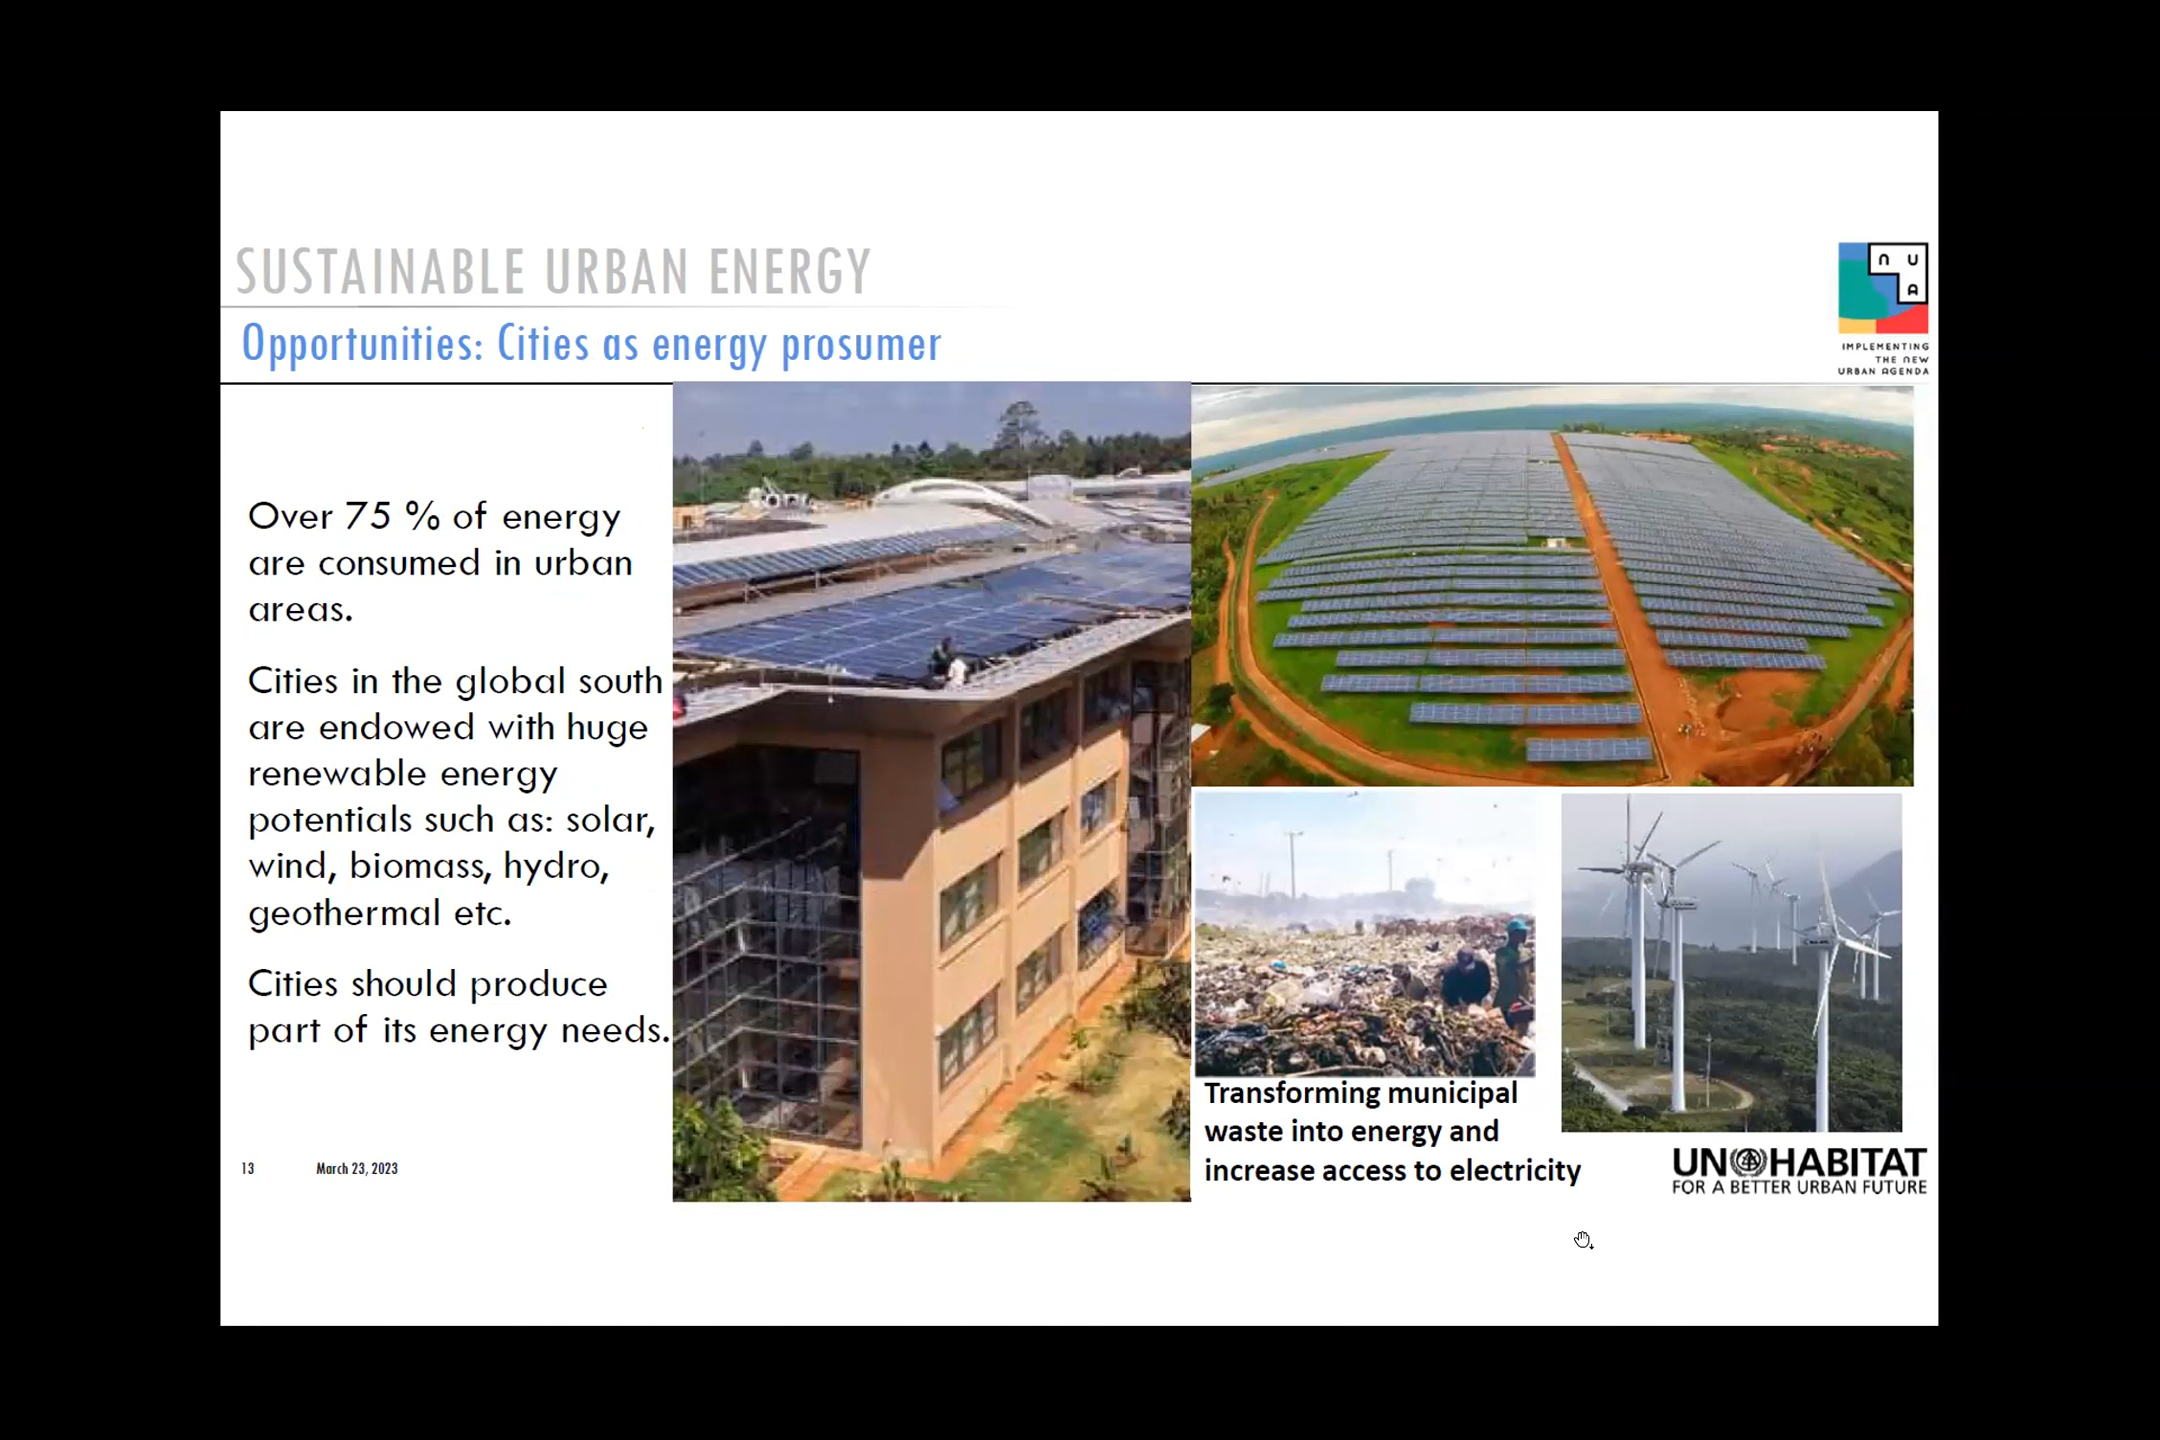 SUSTAINABLE URBAN ENERGY
Opportunities: Cities as energy prosumer
N U
A
IMPLEMENTING
THE NEW
URBAN AGENDA
Over 75 % of energy
are consumed in urban
areas.
Cities in the global south
are endowed with huge
renewable energy
potentials such as: solar,
wind, biomass, hydro,
geothermal etc.
Cities should produce
part of its energy needs.
Transforming municipal
waste into energy and
increase access to electricity
13 March 23, 2023
UN HABITAT
FOR A BETTER URBAN FUTURE